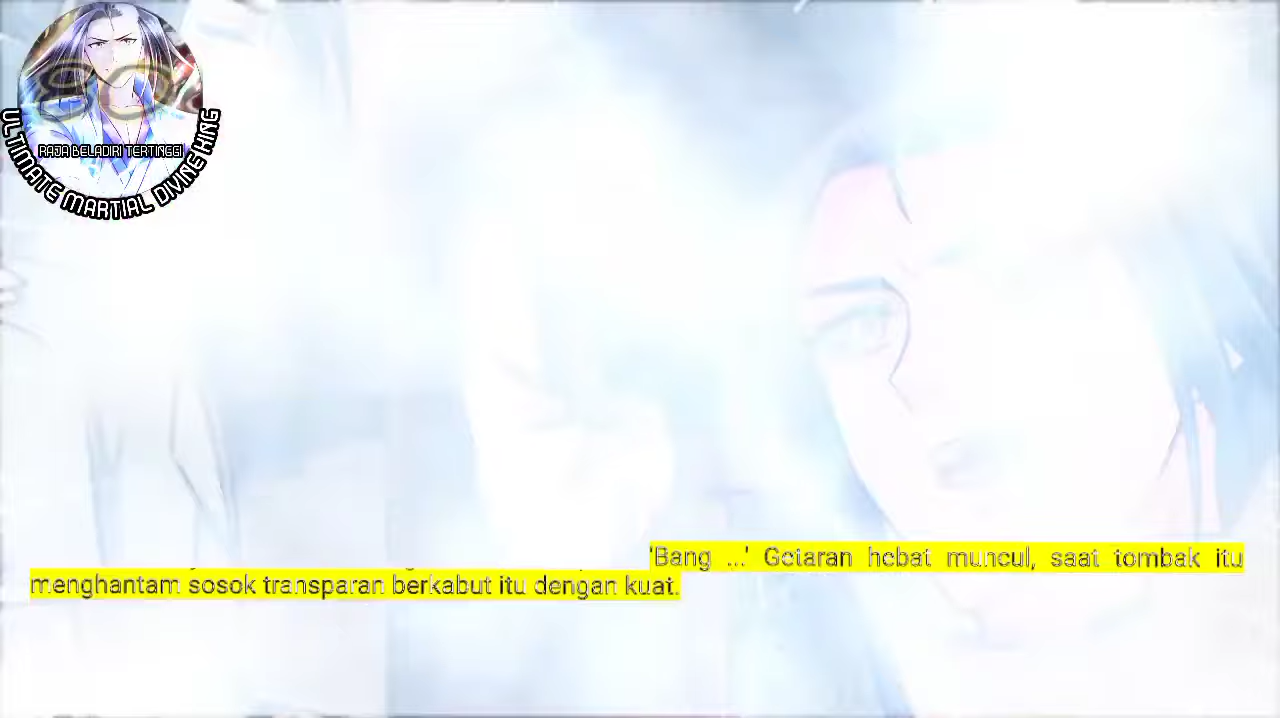 RAJA BELADIRI TERTINGGI
ULTIMATE MARTIAL DIVINE KING
'Bang ...' Getaran hebat muncul, saat tombak itu
menghantam sosok transparan berkabut itu dengan kuat.